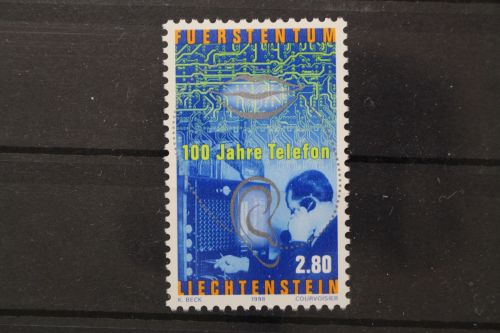 FUERSTENTUM
100 Jahre Telefon
2.80
LIECHTENSTEIN
K. BECK 1998 COURVOISIER